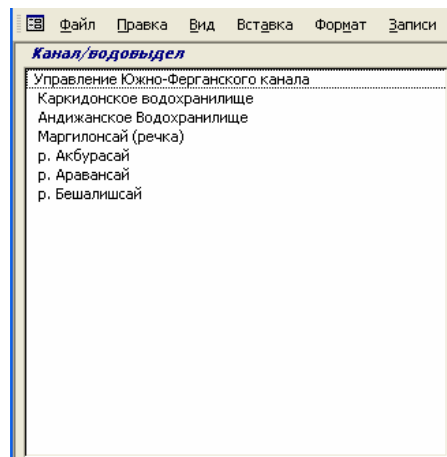 Файл Правка Вид Вставка Формат Записи
Канал/водовыдел
Управление Южно-Ферганского канала
Каркидонское водохранилище
Андижанское Водохранилище
Маргилонсай (речка)
р. Акбурасай
р. Аравансай
р. Бешалишсай